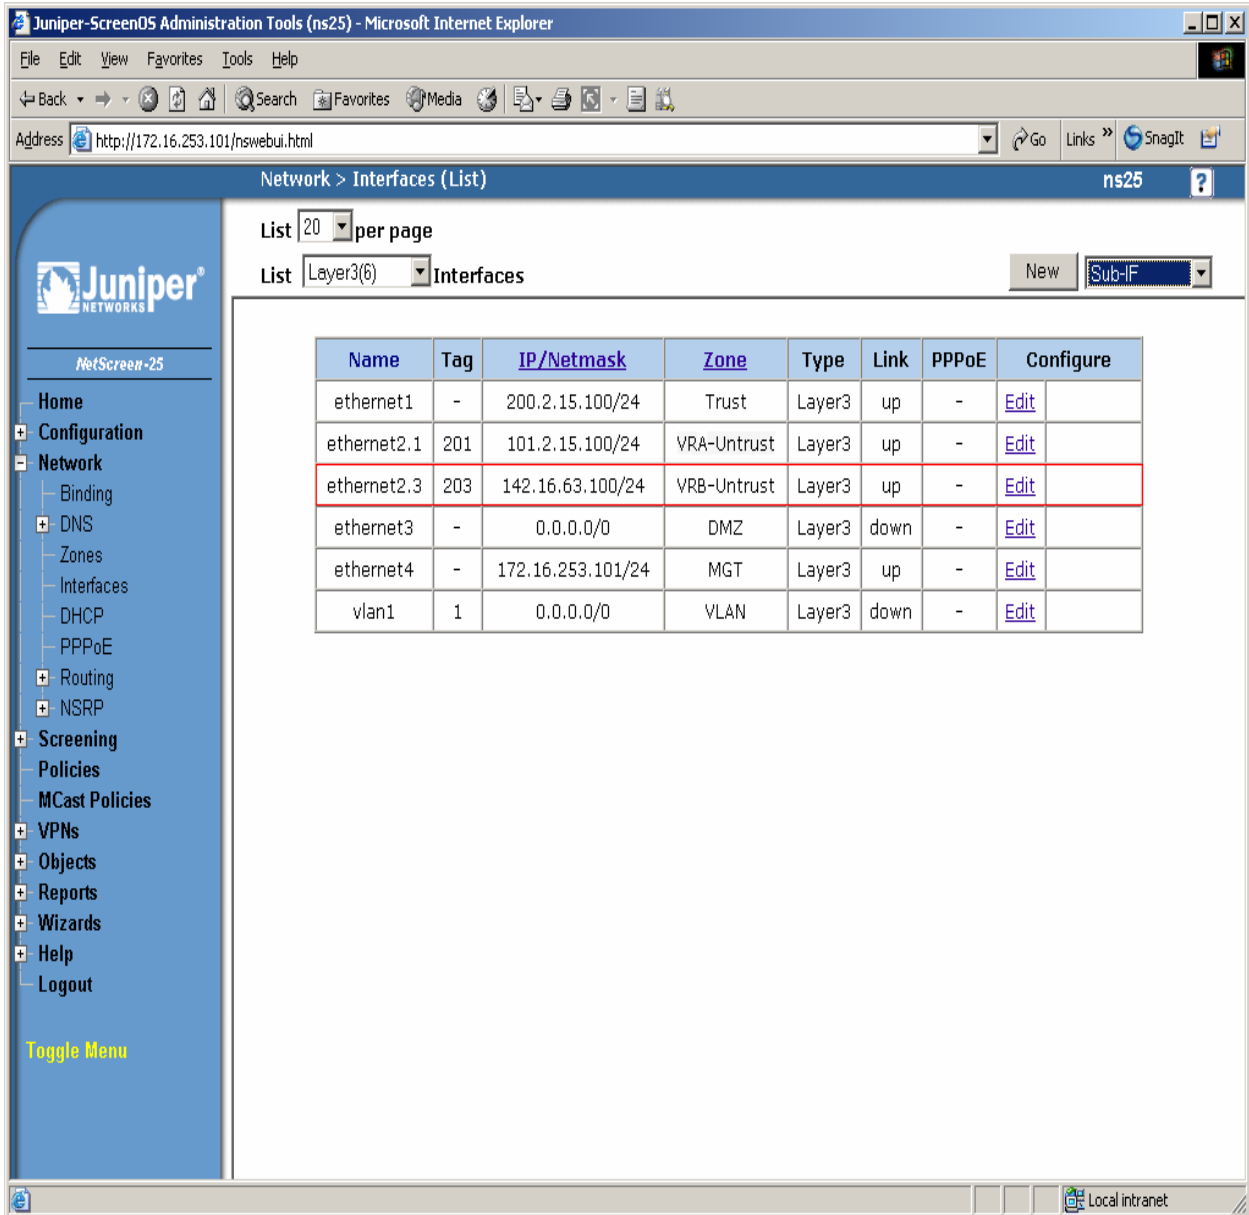 Juniper-ScreenOS Administration Tools (ns25) - Microsoft Internet Explorer
File Edit View Favorites Tools Help
Back Search Favorites Media
Address http://172.16.253.101/nswebui.html Go Links » SnagIt
Network > Interfaces (List) ns25 ?
List 20 per page
List Layer3(6) Interfaces New Sub-IF
Juniper®
NETWORKS
NetScreen-25
Home
Configuration
Network
Binding
DNS
Zones
Interfaces
DHCP
PPPoE
Routing
NSRP
Screening
Policies
MCast Policies
VPNs
Objects
Reports
Wizards
Help
Logout
Toggle Menu
Name Tag IP/Netmask Zone Type Link PPPoE Configure
ethernet1 - 200.2.15.100/24 Trust Layer3 up - Edit
ethernet2.1 201 101.2.15.100/24 VRA-Untrust Layer3 up - Edit
ethernet2.3 203 142.16.63.100/24 VRB-Untrust Layer3 up - Edit
ethernet3 - 0.0.0.0/0 DMZ Layer3 down - Edit
ethernet4 - 172.16.253.101/24 MGT Layer3 up - Edit
vlan1 1 0.0.0.0/0 VLAN Layer3 down - Edit
Local intranet